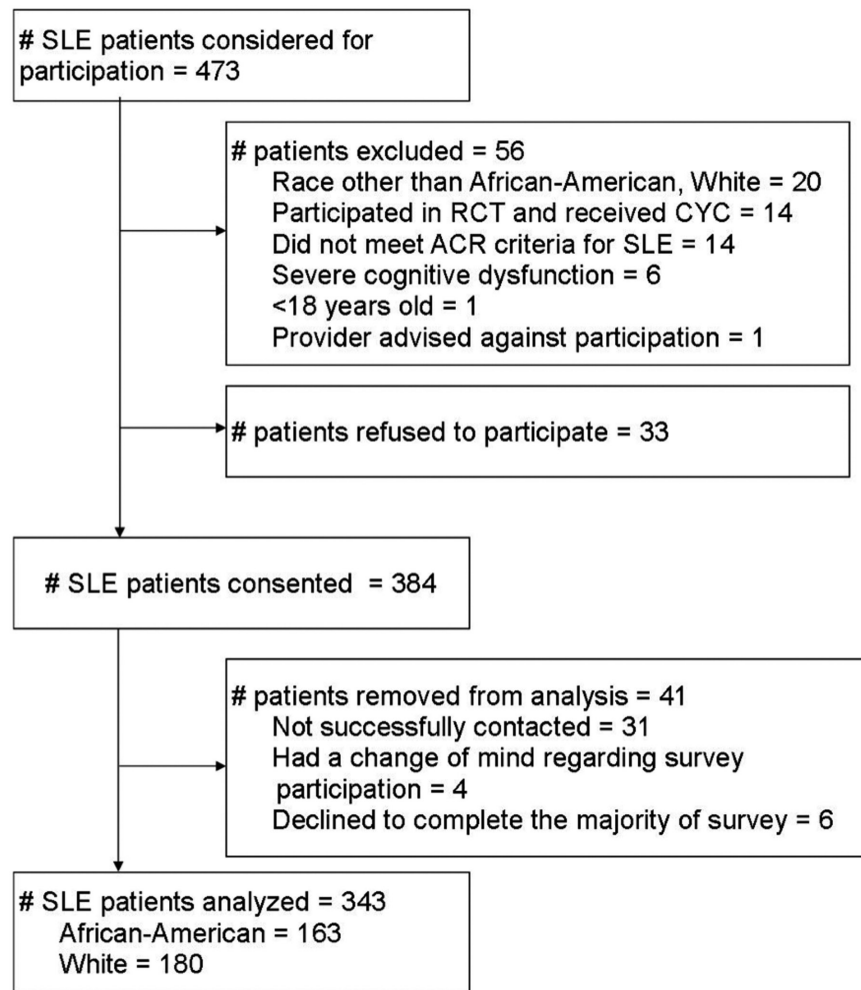 # SLE patients considered for
participation = 473
# patients excluded = 56
Race other than African-American, White = 20
Participated in RCT and received CYC = 14
Did not meet ACR criteria for SLE = 14
Severe cognitive dysfunction = 6
<18 years old = 1
Provider advised against participation = 1
# patients refused to participate = 33
# SLE patients consented = 384
# patients removed from analysis = 41
Not successfully contacted = 31
Had a change of mind regarding survey
participation = 4
Declined to complete the majority of survey = 6
# SLE patients analyzed = 343
African-American = 163
White = 180